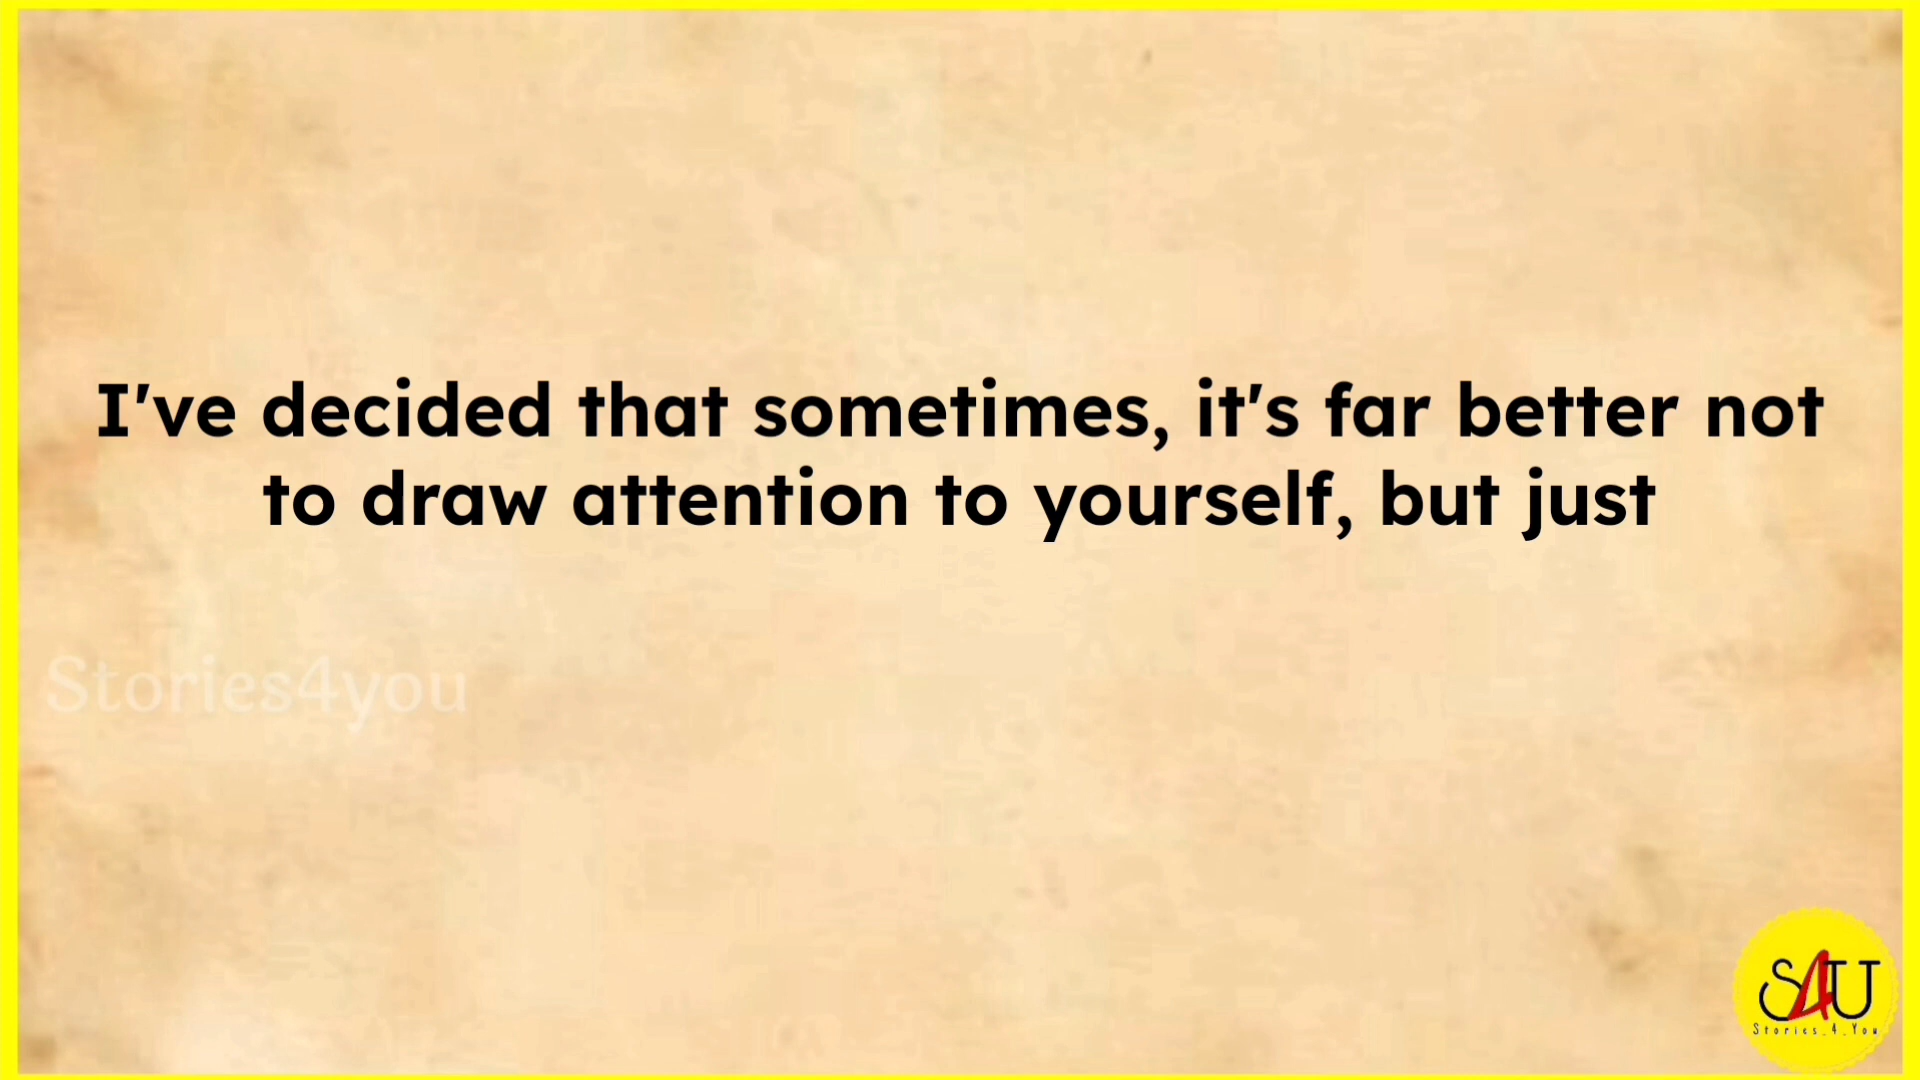 I've decided that sometimes, it's far better not
to draw attention to yourself, but just
Stories4you
S4U
Stories_4_You